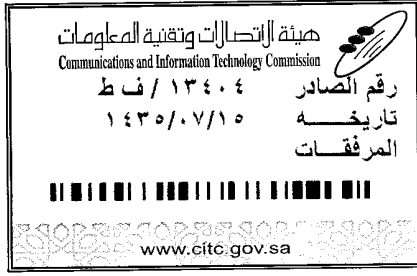 هيئة الاتصالات وتقنية المعلومات
Communications and Information Technology Commission
رقم الصادر ١٣٤٠٤ / ف ط
تاريخه ١٤٣٥/٠٧/١٥
المرفقات
www.citc.gov.sa